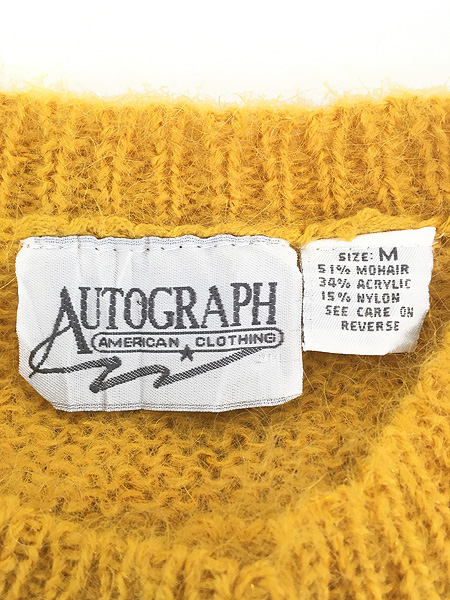 AUTOGRAPH
AMERICAN CLOTHING
SIZE: M
51% MOHAIR
34% ACRYLIC
15% NYLON
SEE CARE ON
REVERSE